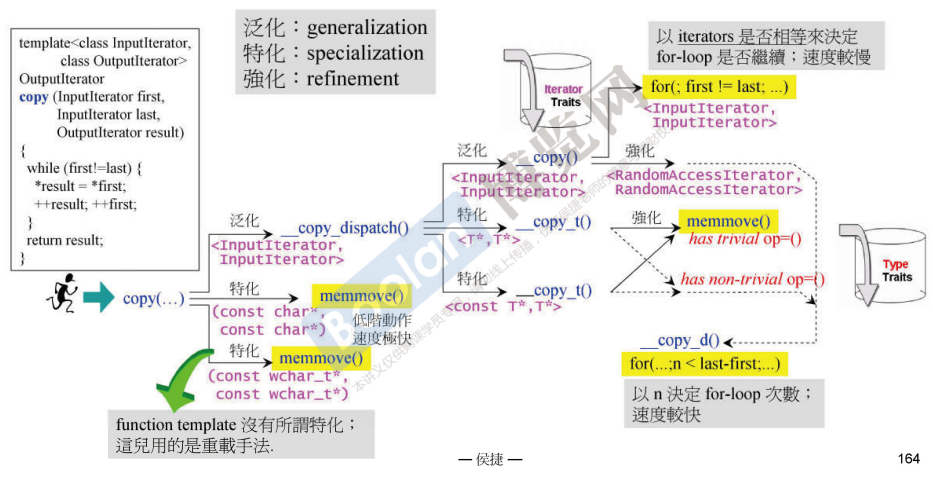 template<class InputIterator,
class OutputIterator>
OutputIterator
copy (InputIterator first,
InputIterator last,
OutputIterator result)
{
while (first!=last) {
*result = *first;
++result; ++first;
}
return result;
}
泛化：generalization
特化：specialization
強化：refinement
Iterator
Traits
以 iterators 是否相等來決定
for-loop 是否繼續；速度較慢
for(; first != last; ...)
<InputIterator,
InputIterator>
泛化
__copy()
<InputIterator,
InputIterator>
強化
<RandomAccessIterator,
RandomAccessIterator>
copy(…)
泛化
__copy_dispatch()
<InputIterator,
InputIterator>
特化
__copy_t()
<T*,T*>
強化
memmove()
has trivial op=()
特化
__copy_t()
<const T*,T*>
has non-trivial op=()
Type
Traits
特化
memmove()
(const char*,
const char*)
低階動作
速度極快
特化
memmove()
(const wchar_t*,
const wchar_t*)
__copy_d()
for(...;n < last-first;...)
以 n 決定 for-loop 次數；
速度較快
function template 沒有所謂特化；
這兒用的是重載手法.
Boolan 博览网
— 侯捷 —
164